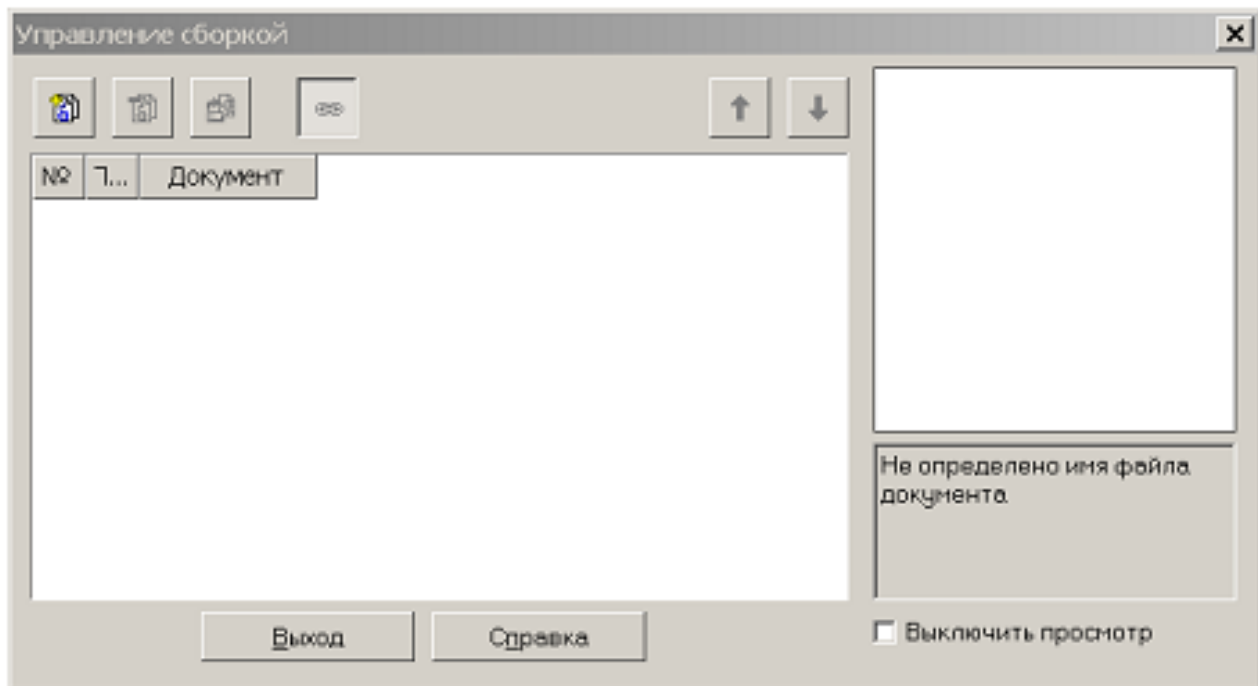 Управление сборкой
№ Т... Документ
Не определено имя файла
документа
Выход Справка
Выключить просмотр